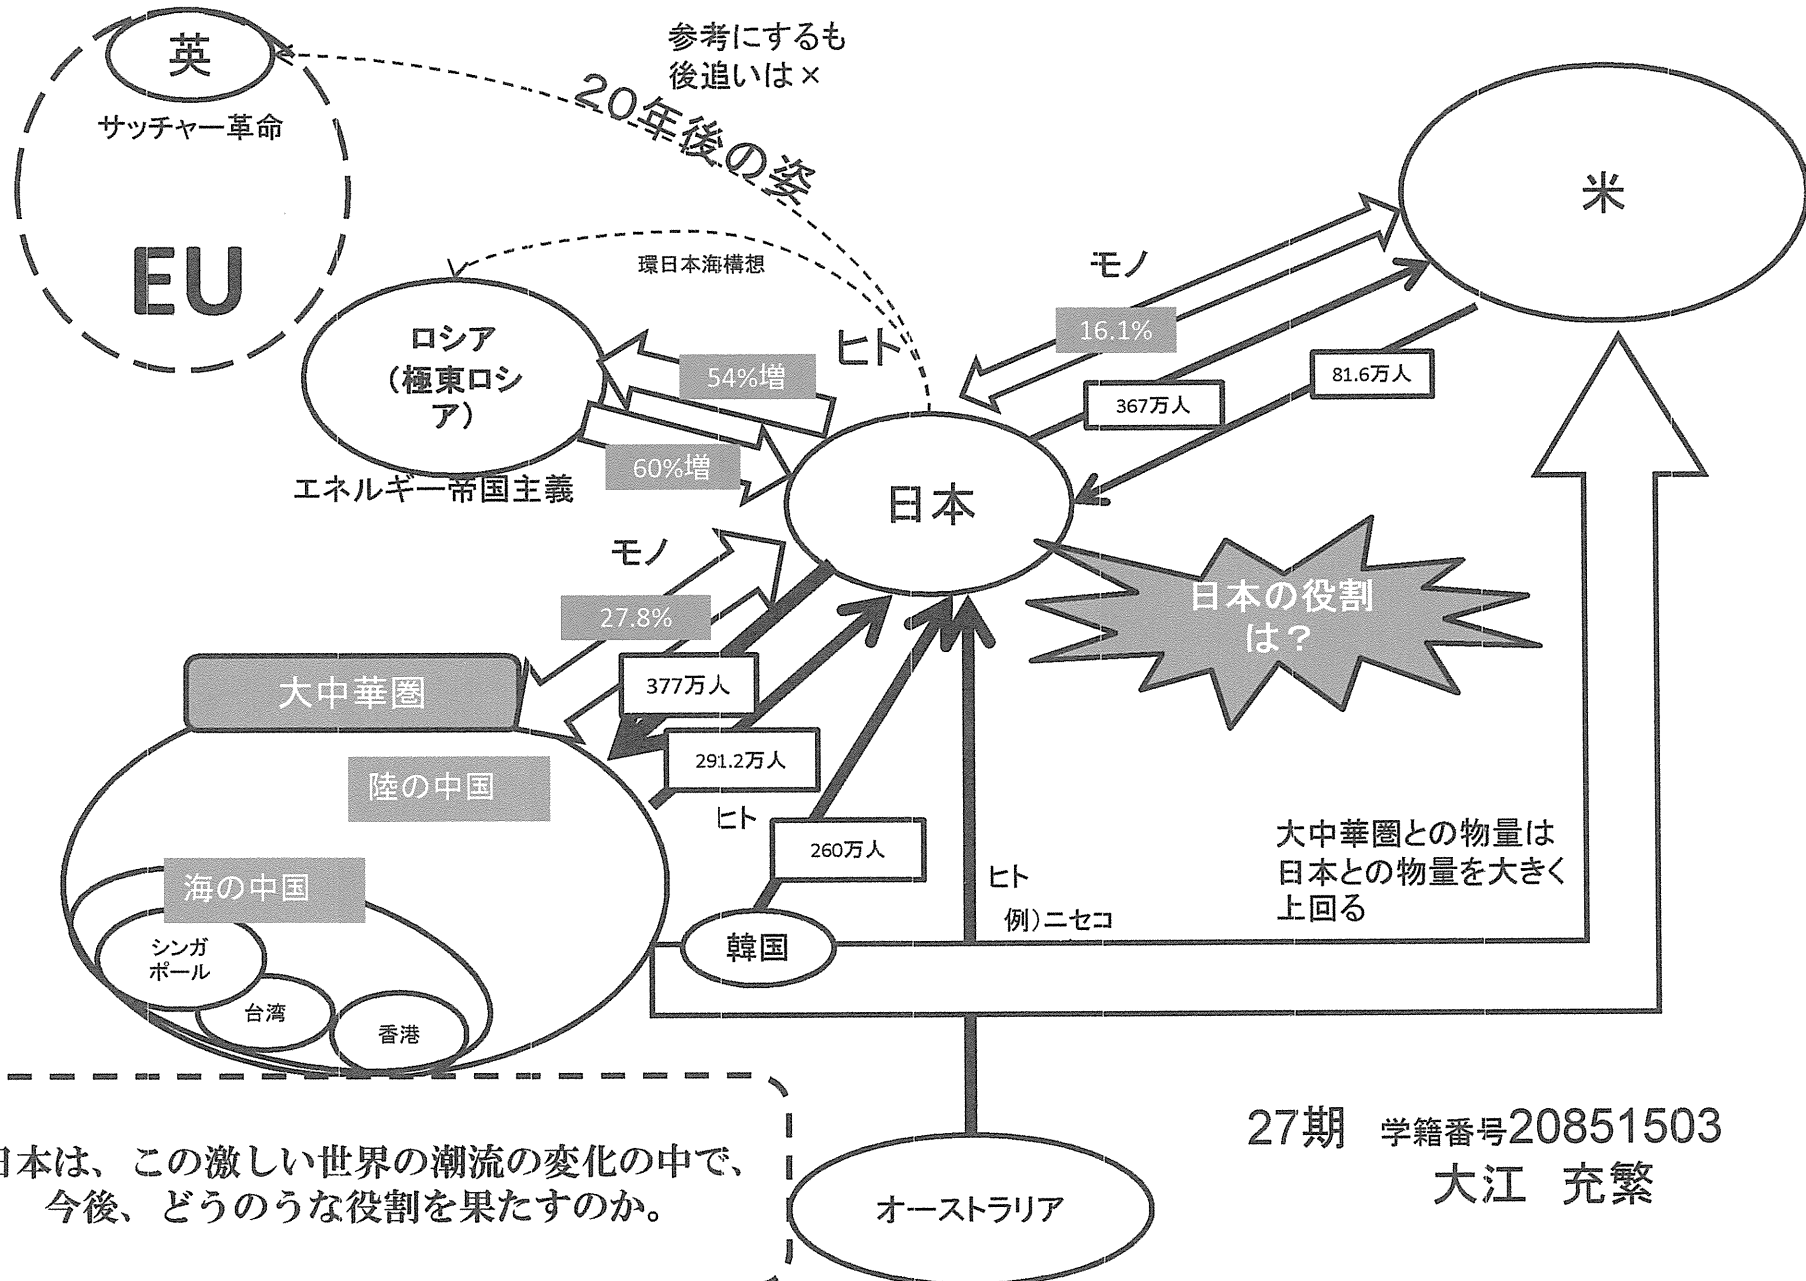 英
サッチャー革命
EU
参考にするも
後追いは×
20年後の姿
環日本海構想
米
モノ
16.1%
367万人
81.6万人
ロシア
(極東ロシ
ア)
エネルギー帝国主義
ヒト
54%増
60%増
日本
日本の役割
は?
モノ
27.8%
377万人
291.2万人
ヒト
260万人
大中華圏
陸の中国
海の中国
シンガ
ポール
台湾
香港
韓国
ヒト
例)ニセコ
大中華圏との物量は
日本との物量を大きく
上回る
日本は、この激しい世界の潮流の変化の中で、
今後、どうのうな役割を果たすのか。
オーストラリア
27期 学籍番号20851503
大江 充繁